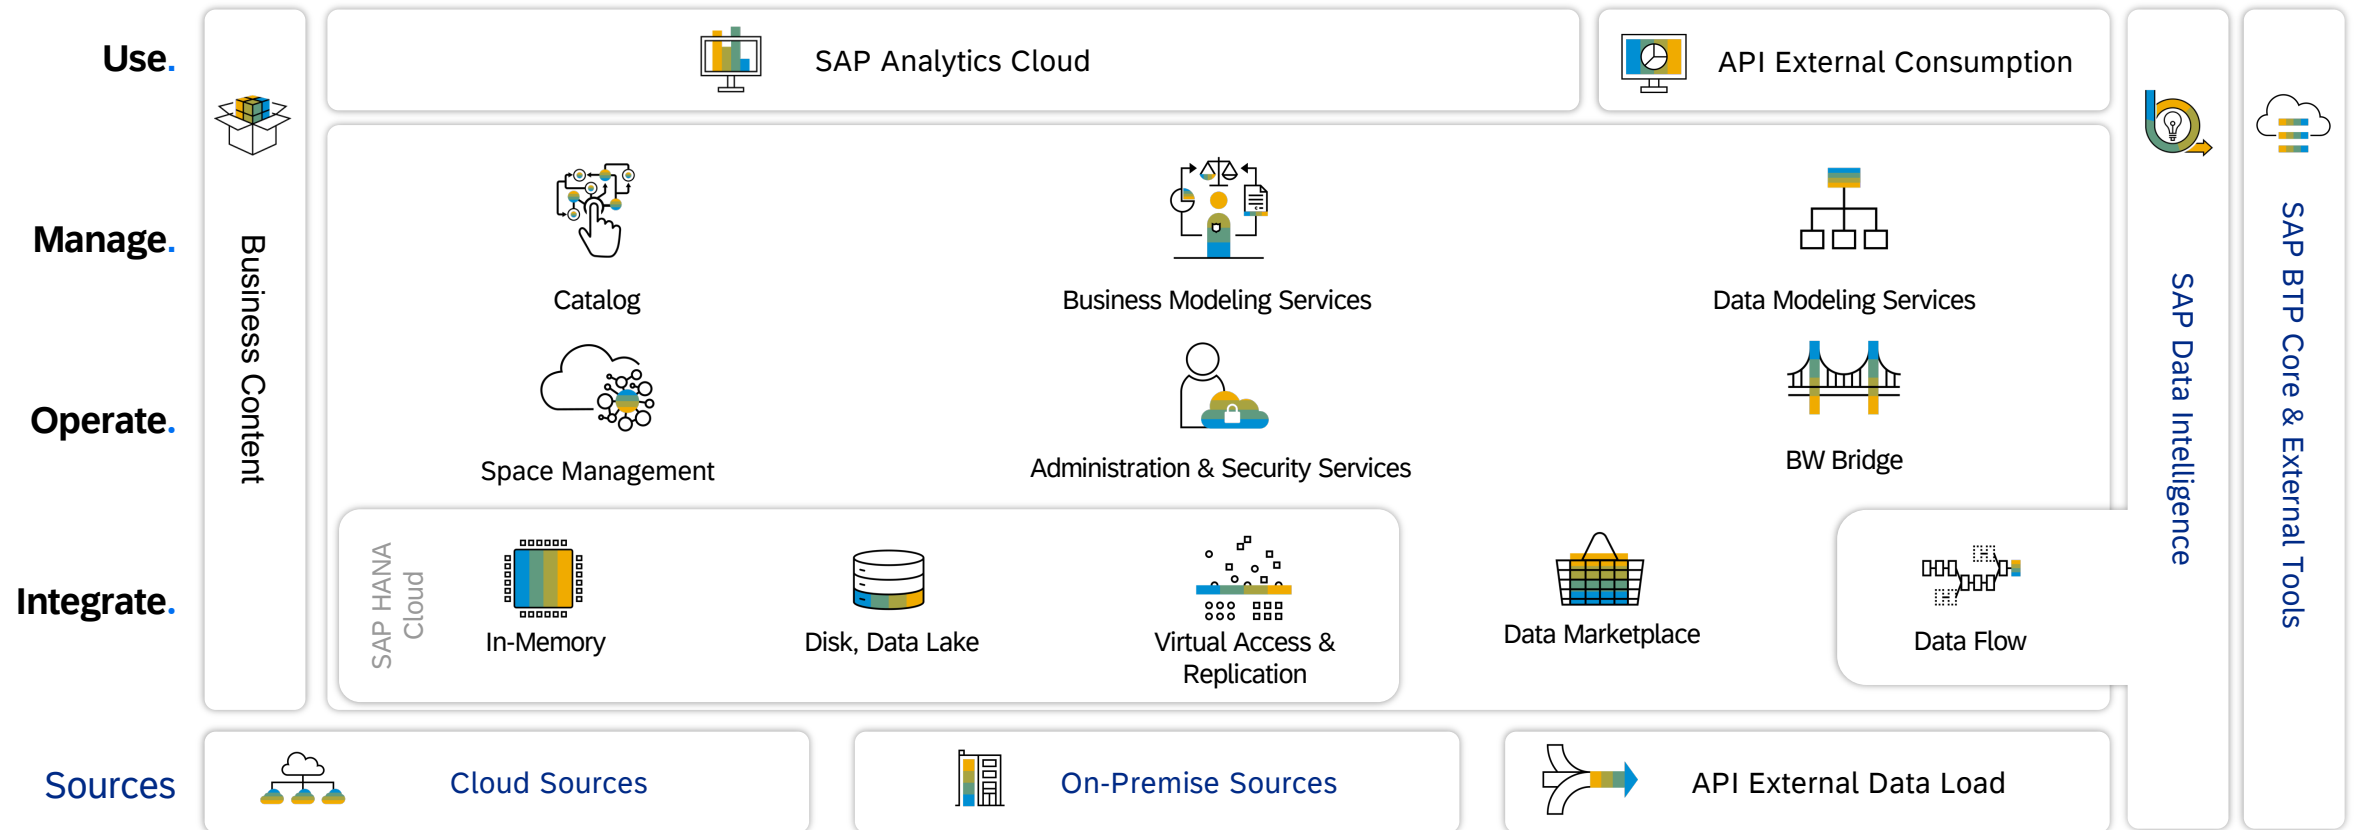 Use.
SAP Analytics Cloud
API External Consumption
Manage.
Catalog
Business Modeling Services
Data Modeling Services
Operate.
Space Management
Administration & Security Services
BW Bridge
Integrate.
SAP HANA
Cloud
In-Memory
Disk, Data Lake
Virtual Access &
Replication
Data Marketplace
Data Flow
Business Content
SAP Data Intelligence
SAP BTP Core & External Tools
Sources
Cloud Sources
On-Premise Sources
API External Data Load